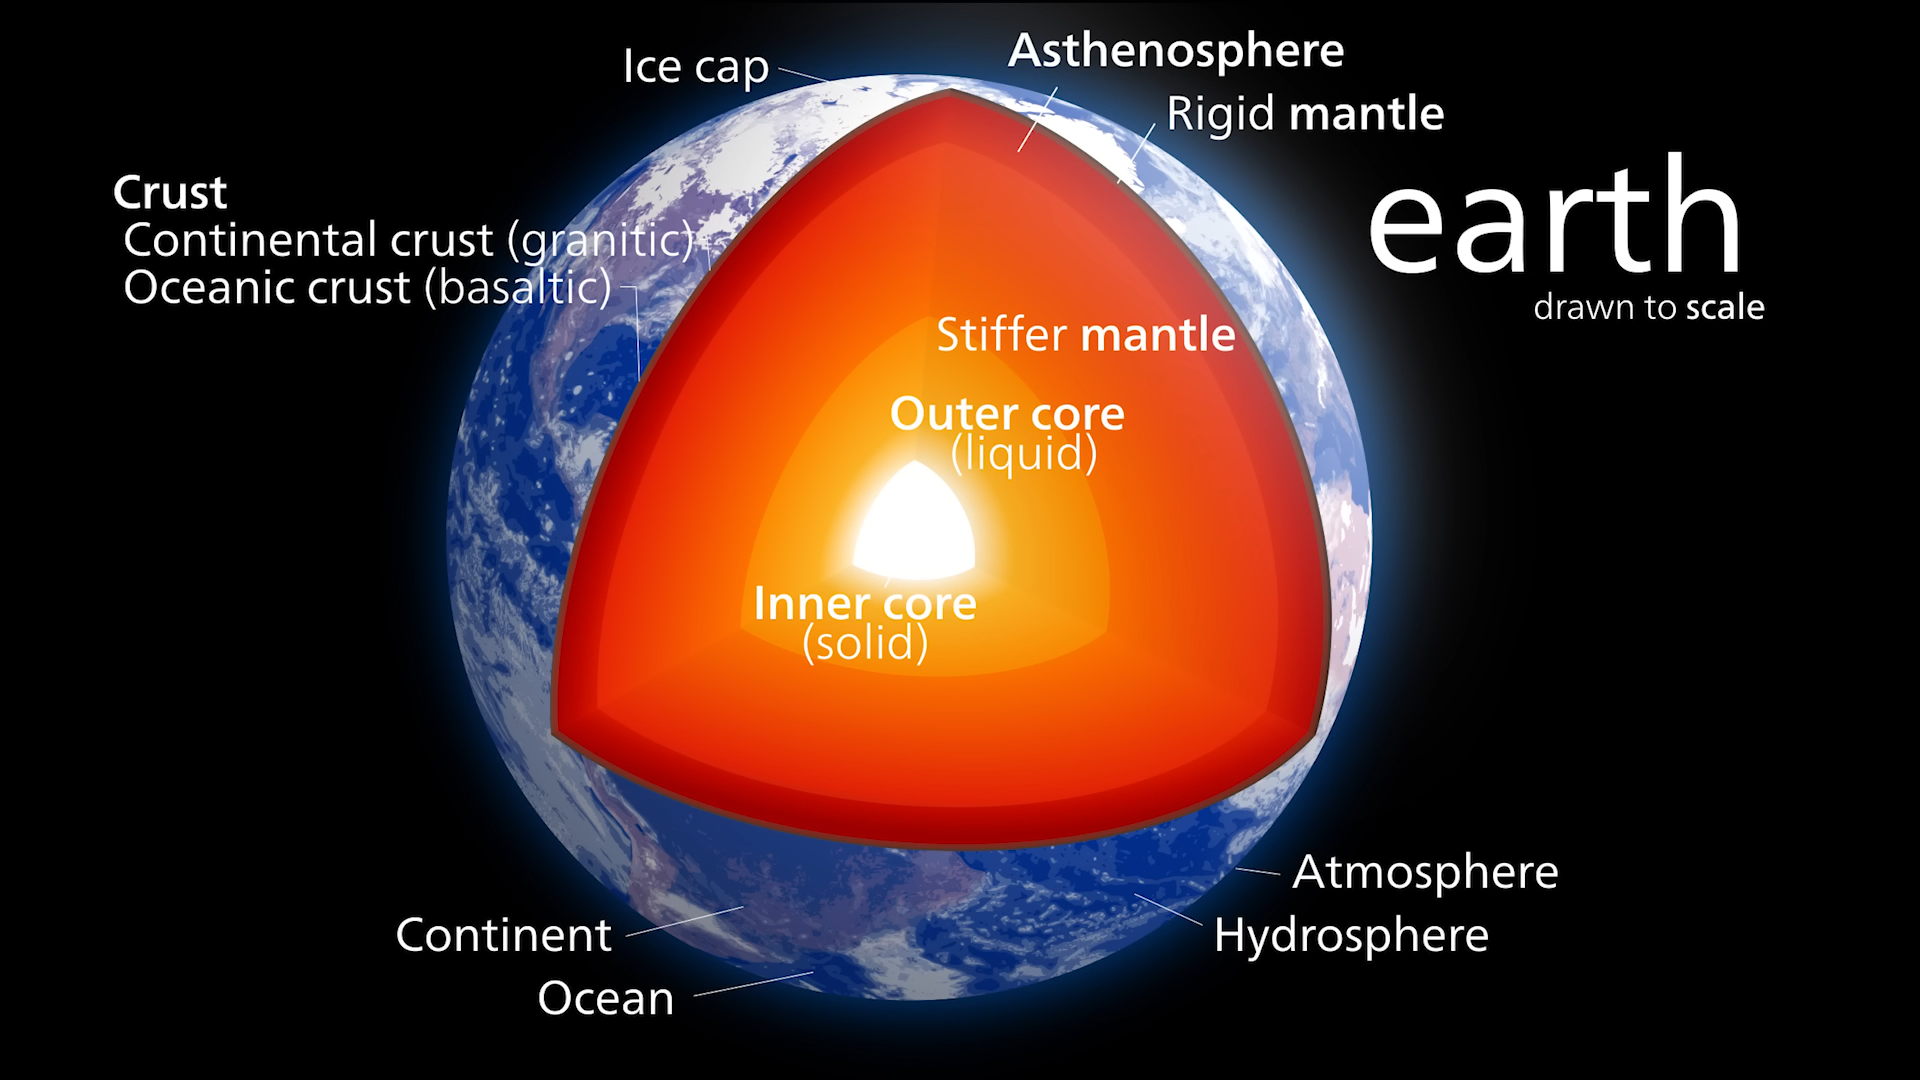 Ice cap
Asthenosphere
Rigid mantle
earth
drawn to scale
Crust
Continental crust (granitic)
Oceanic crust (basaltic)
Stiffer mantle
Outer core
(liquid)
Inner core
(solid)
Atmosphere
Hydrosphere
Continent
Ocean